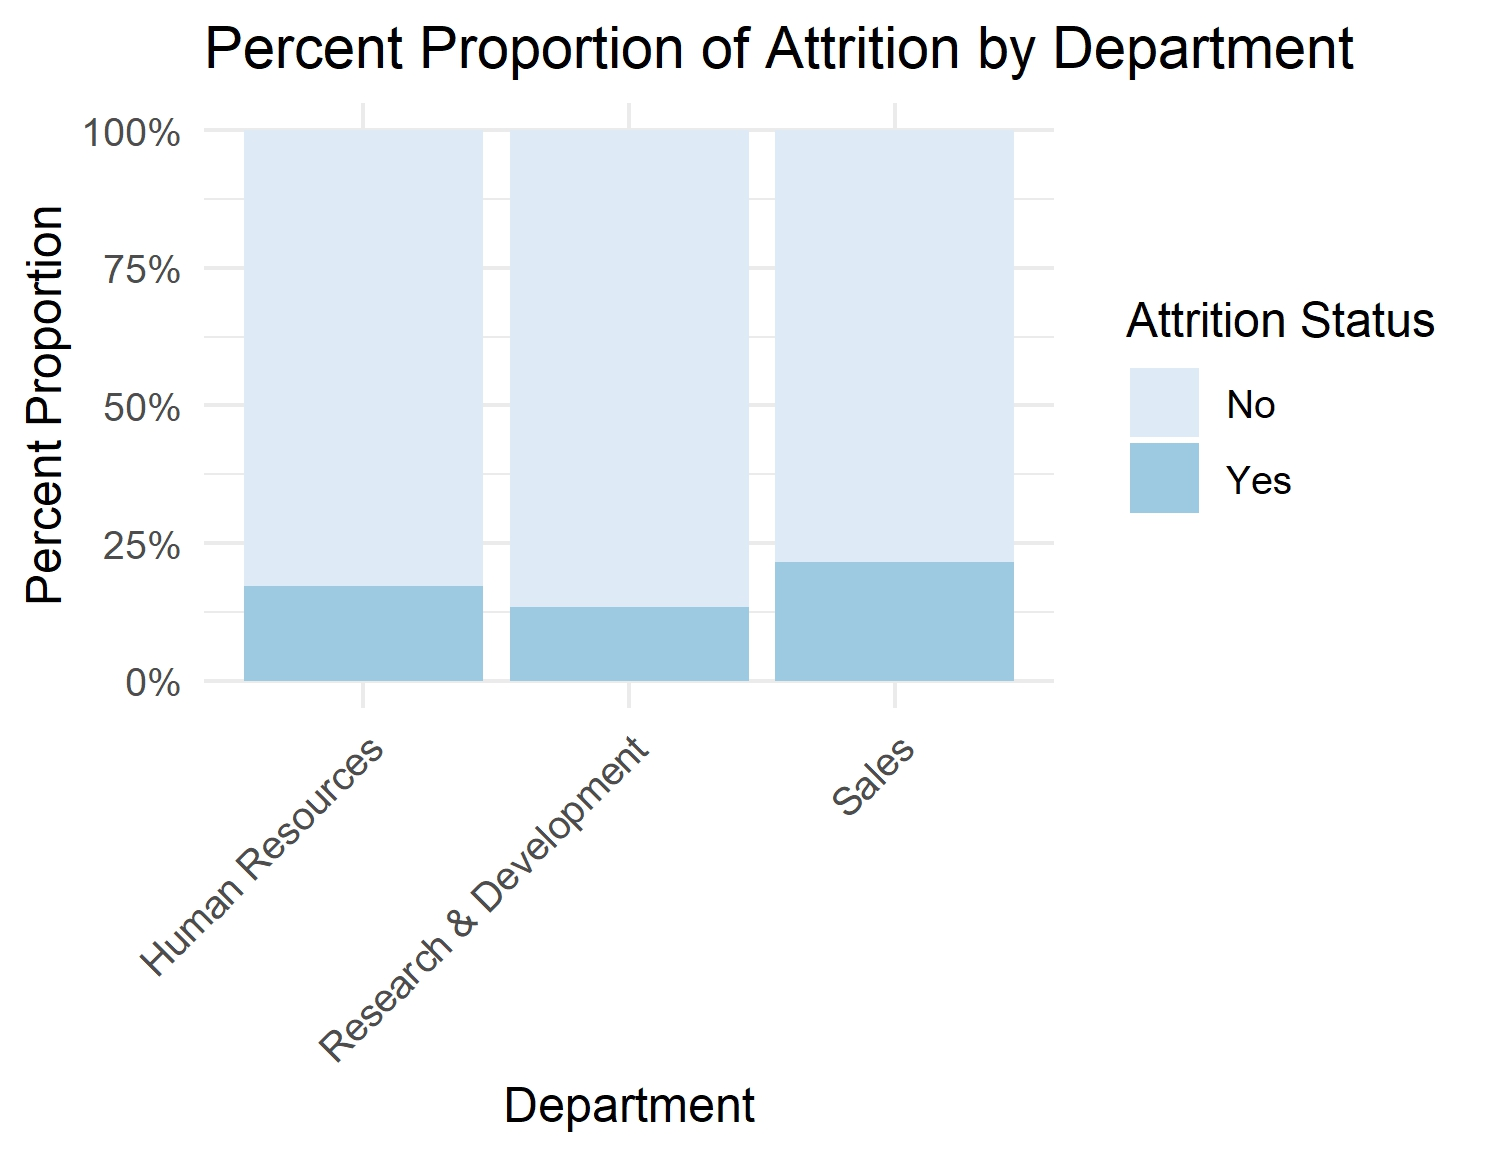 Percent Proportion of Attrition by Department
Percent Proportion
100%
75%
50%
25%
0%
Human Resources
Research & Development
Sales
Department
Attrition Status
No
Yes